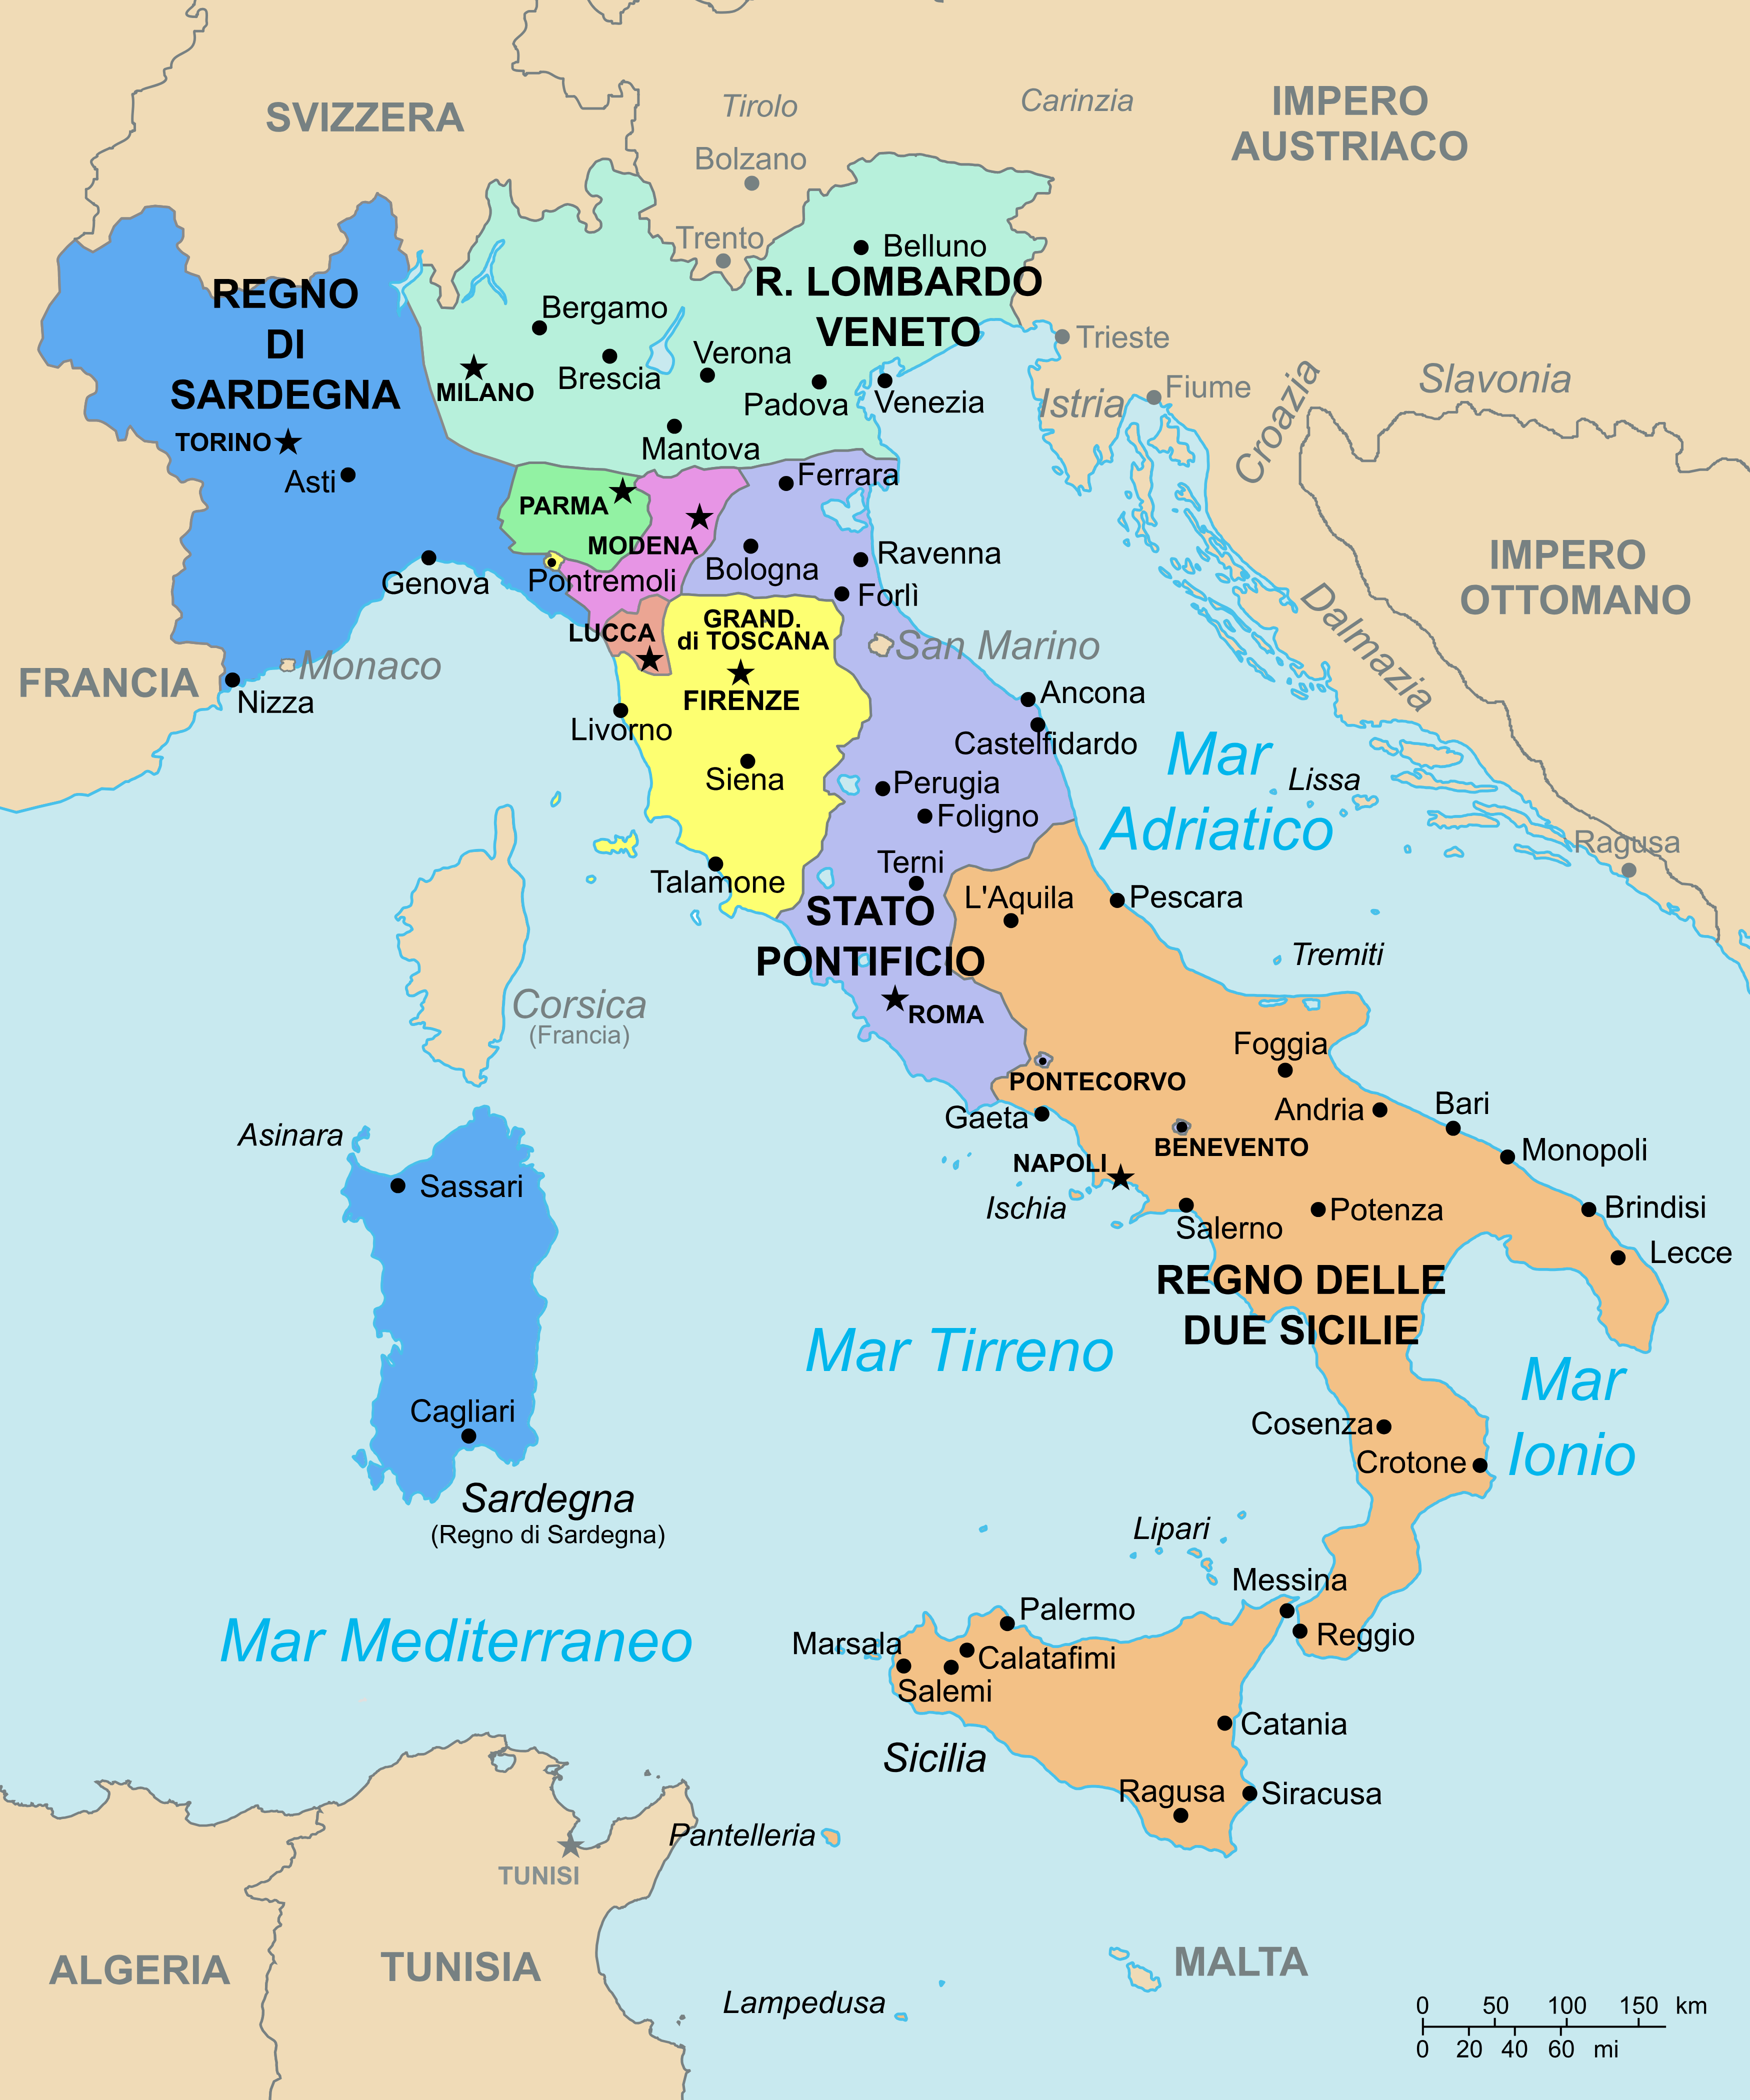 SVIZZERA
Tirolo
Carinzia
IMPERO
AUSTRIACO
Bolzano
Trento
Belluno
REGNO
DI
SARDEGNA
R. LOMBARDO
VENETO
Bergamo
Brescia
Verona
MILANO
Padova
Venezia
Mantova
Trieste
Istria
Fiume
Croazia
Slavonia
TORINO
Asti
PARMA
Ferrara
MODENA
Pontremoli
Bologna
Ravenna
Forlì
Genova
IMPERO
OTTOMANO
Dalmazia
LUCCA
GRAND.
di TOSCANA
FIRENZE
San Marino
FRANCIA
Monaco
Nizza
Livorno
Siena
Ancona
Castelfidardo
Perugia
Foligno
Mar
Adriatico
Lissa
Ragusa
Talamone
Terni
STATO
PONTIFICIO
L'Aquila
Pescara
Tremiti
ROMA
Corsica
(Francia)
PONTECORVO
Gaeta
Foggia
Andria
Bari
BENEVENTO
Monopoli
NAPOLI
Ischia
Salerno
Potenza
Brindisi
Lecce
Asinara
Sassari
REGNO DELLE
DUE SICILIE
Mar Tirreno
Mar
Ionio
Cagliari
Sardegna
(Regno di Sardegna)
Cosenza
Crotone
Lipari
Messina
Reggio
Palermo
Marsala
Calatafimi
Salemi
Mar Mediterraneo
Catania
Sicilia
Ragusa
Siracusa
Pantelleria
TUNISI
ALGERIA
TUNISIA
MALTA
Lampedusa
0 50 100 150 km
0 20 40 60 mi